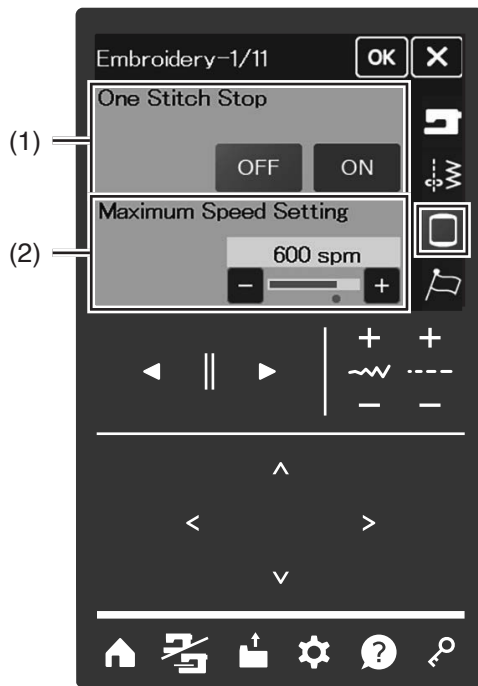 Embroidery-1/11 OK X
One Stitch Stop
(1)
OFF ON
Maximum Speed Setting
(2)
600 spm
- +
+ +
- -
?